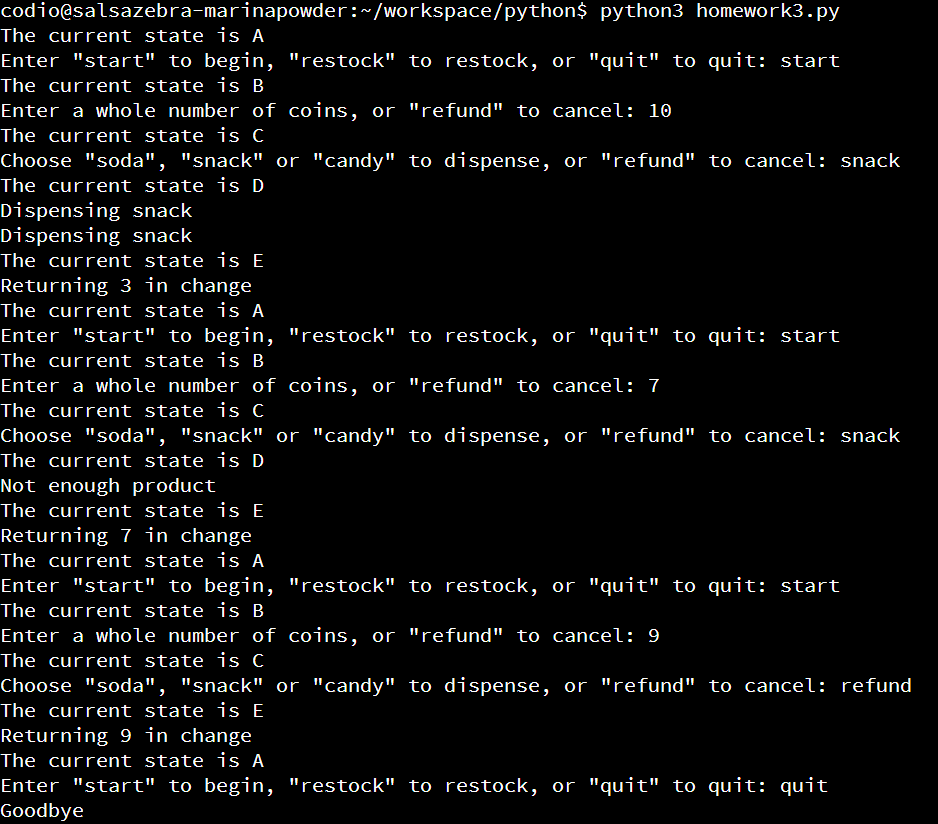 codio@salsazebra-marinapowder:~/workspace/python$ python3 homework3.py
The current state is A
Enter "start" to begin, "restock" to restock, or "quit" to quit: start
The current state is B
Enter a whole number of coins, or "refund" to cancel: 10
The current state is C
Choose "soda", "snack" or "candy" to dispense, or "refund" to cancel: snack
The current state is D
Dispensing snack
Dispensing snack
The current state is E
Returning 3 in change
The current state is A
Enter "start" to begin, "restock" to restock, or "quit" to quit: start
The current state is B
Enter a whole number of coins, or "refund" to cancel: 7
The current state is C
Choose "soda", "snack" or "candy" to dispense, or "refund" to cancel: snack
The current state is D
Not enough product
The current state is E
Returning 7 in change
The current state is A
Enter "start" to begin, "restock" to restock, or "quit" to quit: start
The current state is B
Enter a whole number of coins, or "refund" to cancel: 9
The current state is C
Choose "soda", "snack" or "candy" to dispense, or "refund" to cancel: refund
The current state is E
Returning 9 in change
The current state is A
Enter "start" to begin, "restock" to restock, or "quit" to quit: quit
Goodbye